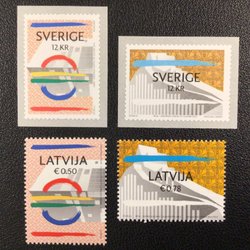 SVERIGE
12 KR
SVERIGE
12 KR
LATVIJA
€ 0.50
LATVIJA
€ 0.78